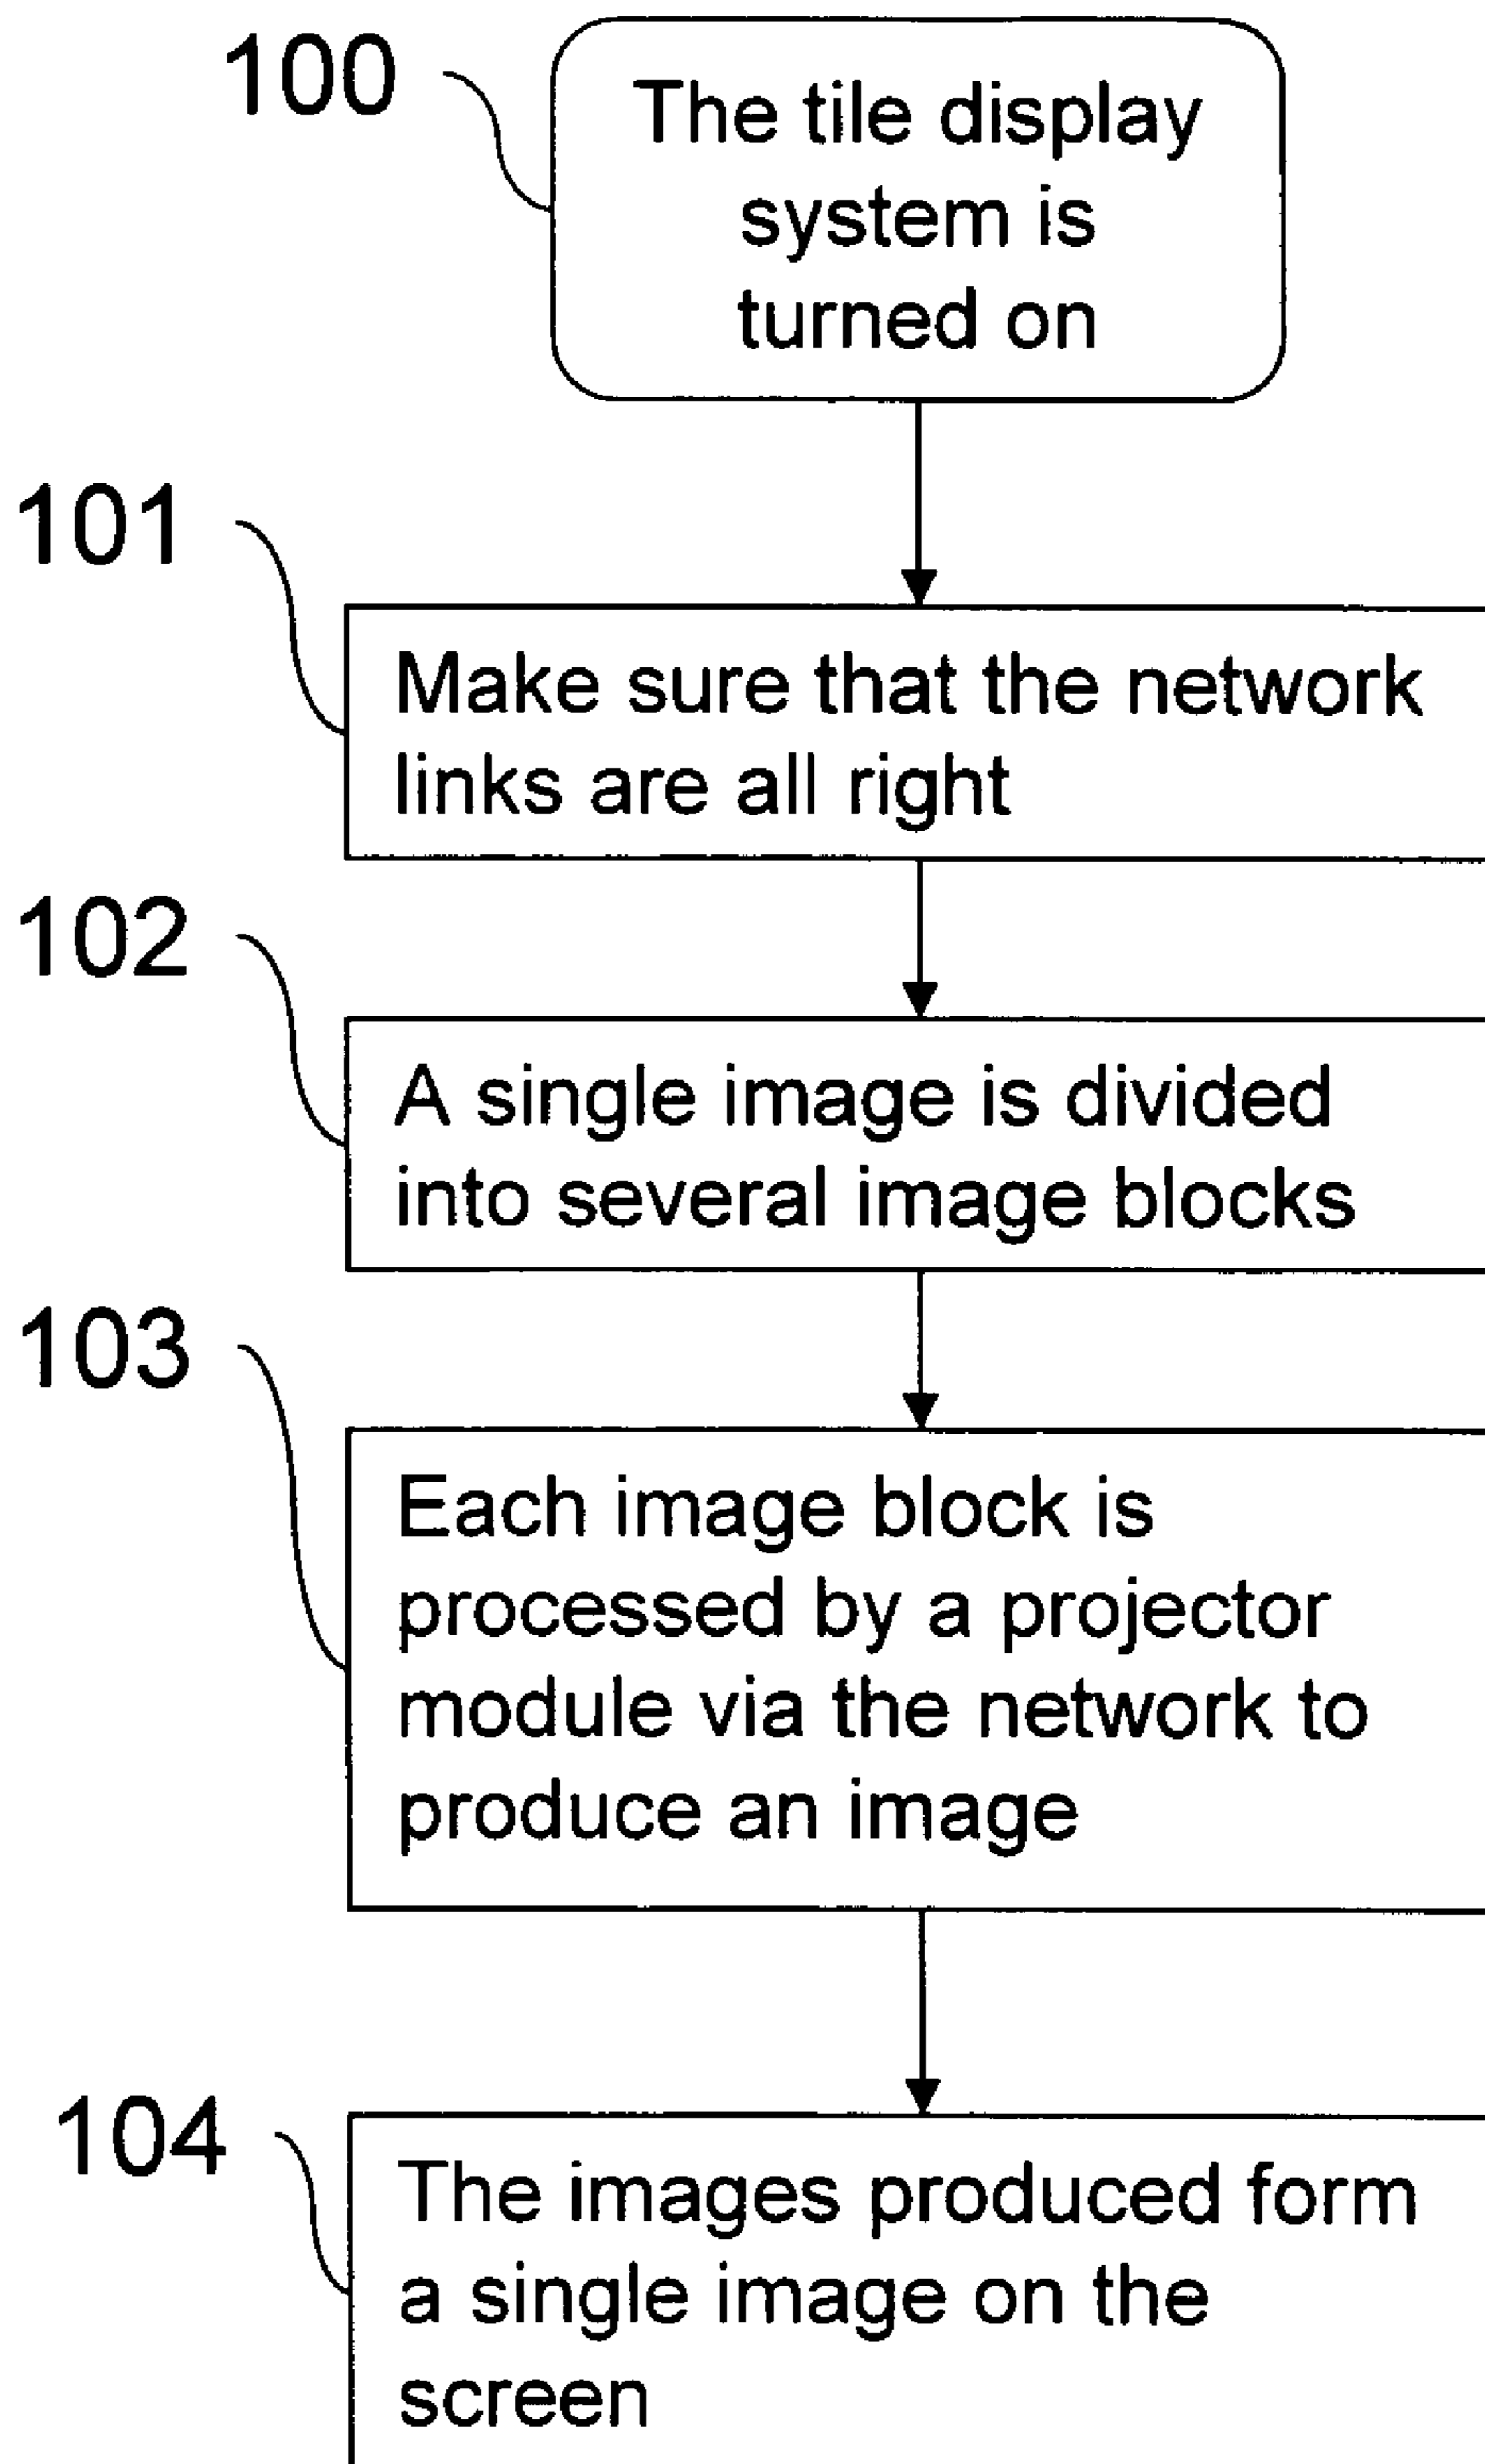 100
The tile display
system is
turned on
101
Make sure that the network
links are all right
102
A single image is divided
into several image blocks
103
Each image block is
processed by a projector
module via the network to
produce an image
104
The images produced form
a single image on the
screen